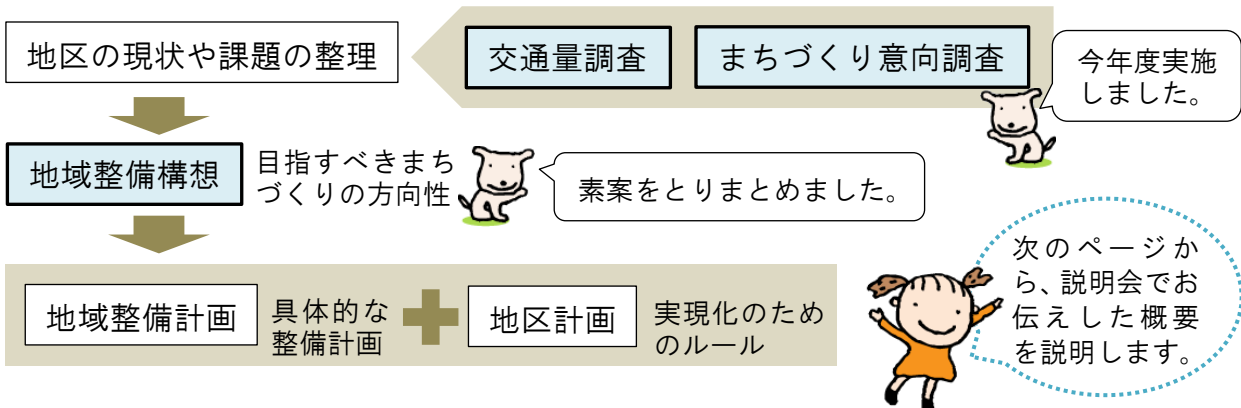 地区の現状や課題の整理
交通量調査
まちづくり意向調査
今年度実施
しました。
地域整備構想
目指すべきまち
づくりの方向性
素案をとりまとめました。
地域整備計画
具体的な
整備計画
地区計画
実現化のため
のルール
次のページか
ら、説明会でお
伝えした概要
を説明します。